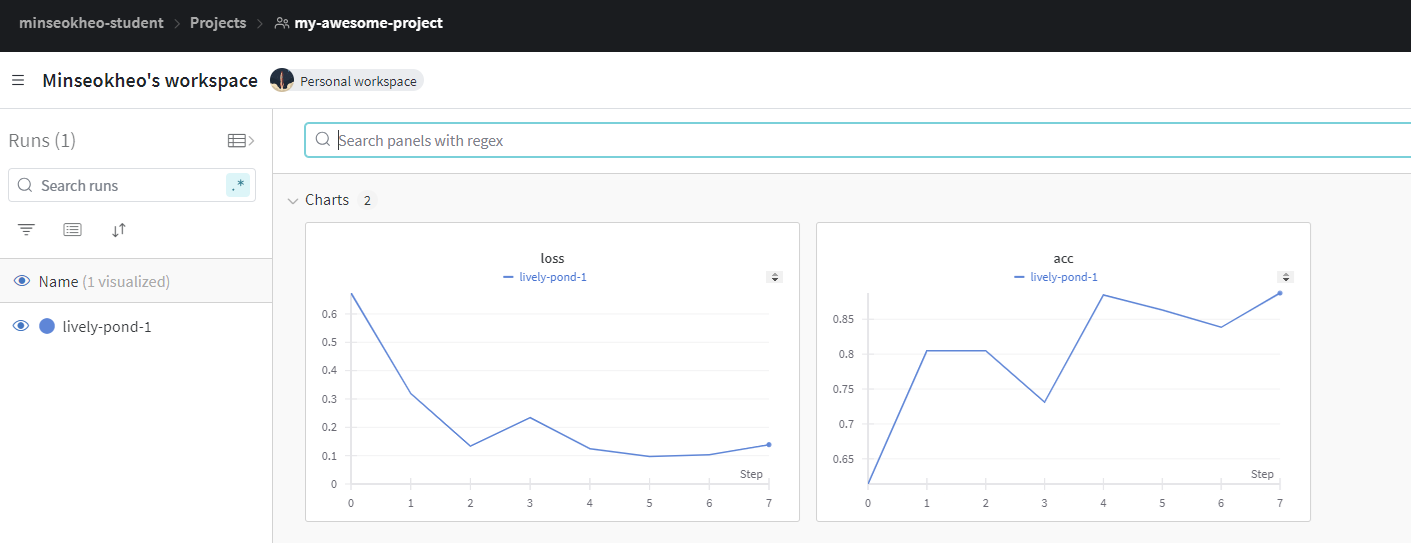 minseokheo-student > Projects > my-awesome-project
Minseokheo's workspace Personal workspace
Runs (1)
Search panels with regex
Search runs .*
Charts 2
Name (1 visualized)
lively-pond-1
loss
lively-pond-1
0.6
0.5
0.4
0.3
0.2
0.1
0
Step
0 1 2 3 4 5 6 7
acc
lively-pond-1
0.85
0.8
0.75
0.7
0.65
Step
0 1 2 3 4 5 6 7